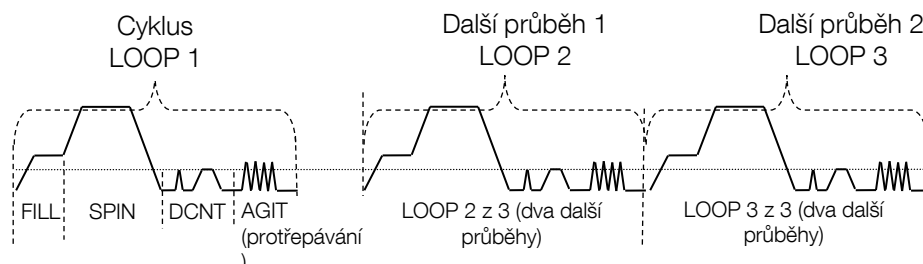 Cyklus
LOOP 1
Další průběh 1
LOOP 2
Další průběh 2
LOOP 3
FILL
SPIN
DCNT
AGIT
(protřepávání
)
LOOP 2 z 3 (dva další
průběhy)
LOOP 3 z 3 (dva další
průběhy)